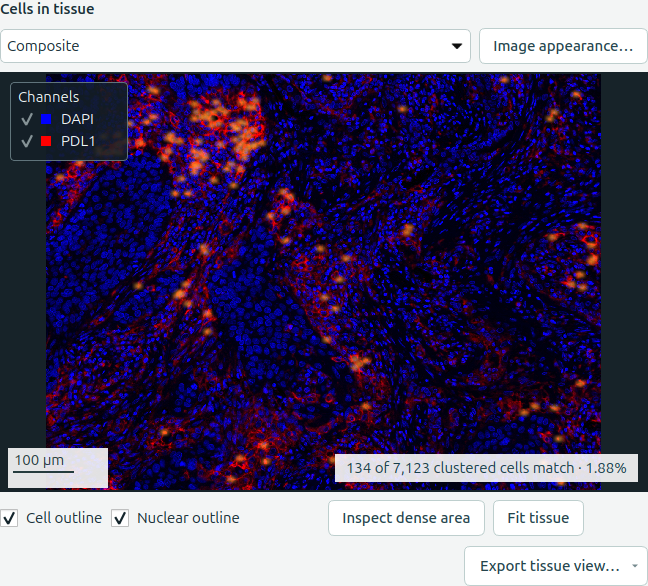 Cells in tissue
Composite
Image appearance...
Channels
DAPI
PDL1
100 µm
134 of 7,123 clustered cells match · 1.88%
Cell outline
Nuclear outline
Inspect dense area
Fit tissue
Export tissue view...